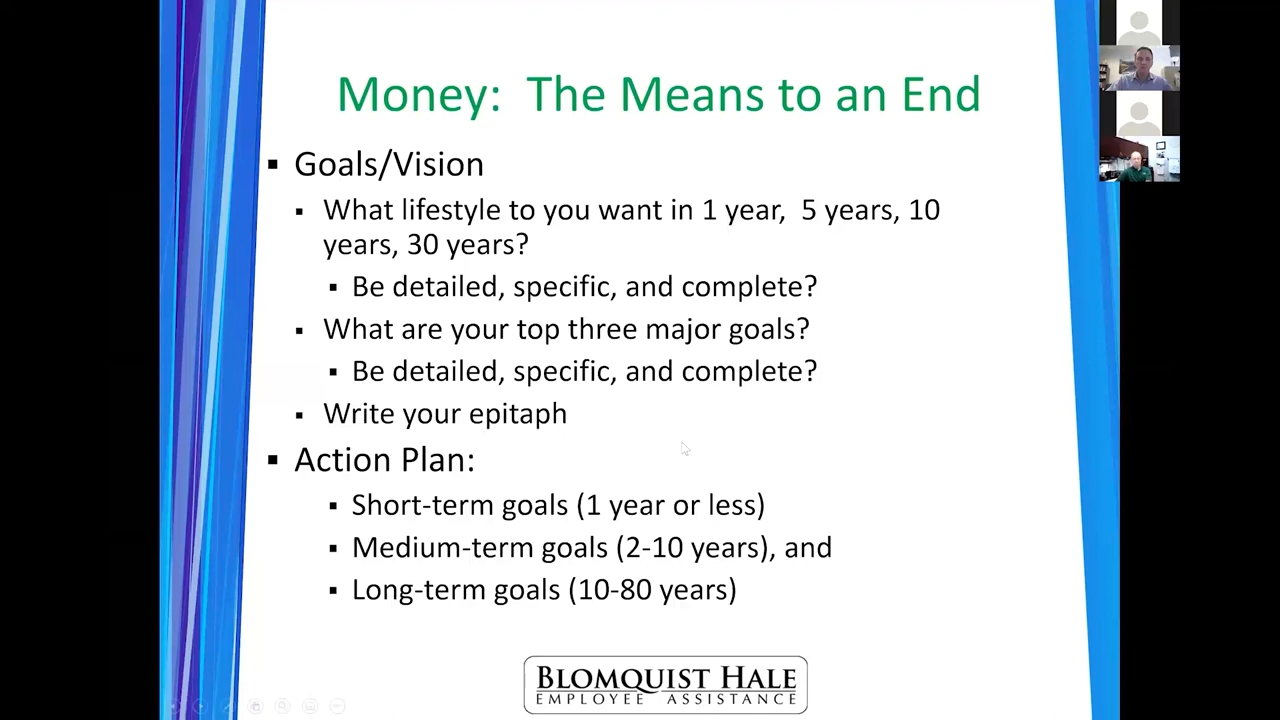 Money:  The Means to an End
▪ Goals/Vision
▪ What lifestyle to you want in 1 year,  5 years, 10
years, 30 years?
▪ Be detailed, specific, and complete?
▪ What are your top three major goals?
▪ Be detailed, specific, and complete?
▪ Write your epitaph
▪ Action Plan:
▪ Short-term goals (1 year or less)
▪ Medium-term goals (2-10 years), and
▪ Long-term goals (10-80 years)
BLOMQUIST HALE
EMPLOYEE ASSISTANCE